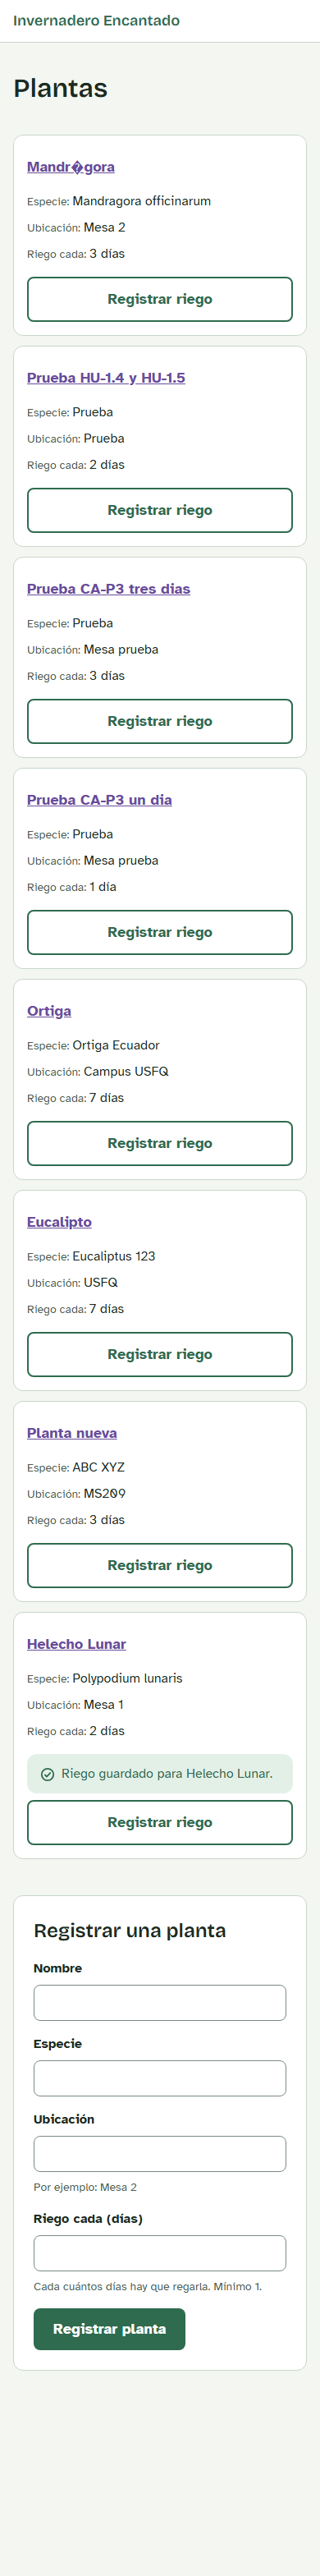 Invernadero Encantado
Plantas
Mandr�gora
Especie: Mandragora officinarum
Ubicación: Mesa 2
Riego cada: 3 días
Registrar riego
Prueba HU-1.4 y HU-1.5
Especie: Prueba
Ubicación: Prueba
Riego cada: 2 días
Registrar riego
Prueba CA-P3 tres dias
Especie: Prueba
Ubicación: Mesa prueba
Riego cada: 3 días
Registrar riego
Prueba CA-P3 un dia
Especie: Prueba
Ubicación: Mesa prueba
Riego cada: 1 día
Registrar riego
Ortiga
Especie: Ortiga Ecuador
Ubicación: Campus USFQ
Riego cada: 7 días
Registrar riego
Eucalipto
Especie: Eucaliptus 123
Ubicación: USFQ
Riego cada: 7 días
Registrar riego
Planta nueva
Especie: ABC XYZ
Ubicación: MS209
Riego cada: 3 días
Registrar riego
Helecho Lunar
Especie: Polypodium lunaris
Ubicación: Mesa 1
Riego cada: 2 días
Riego guardado para Helecho Lunar.
Registrar riego
Registrar una planta
Nombre
Especie
Ubicación
Por ejemplo: Mesa 2
Riego cada (días)
Cada cuántos días hay que regarla. Mínimo 1.
Registrar planta